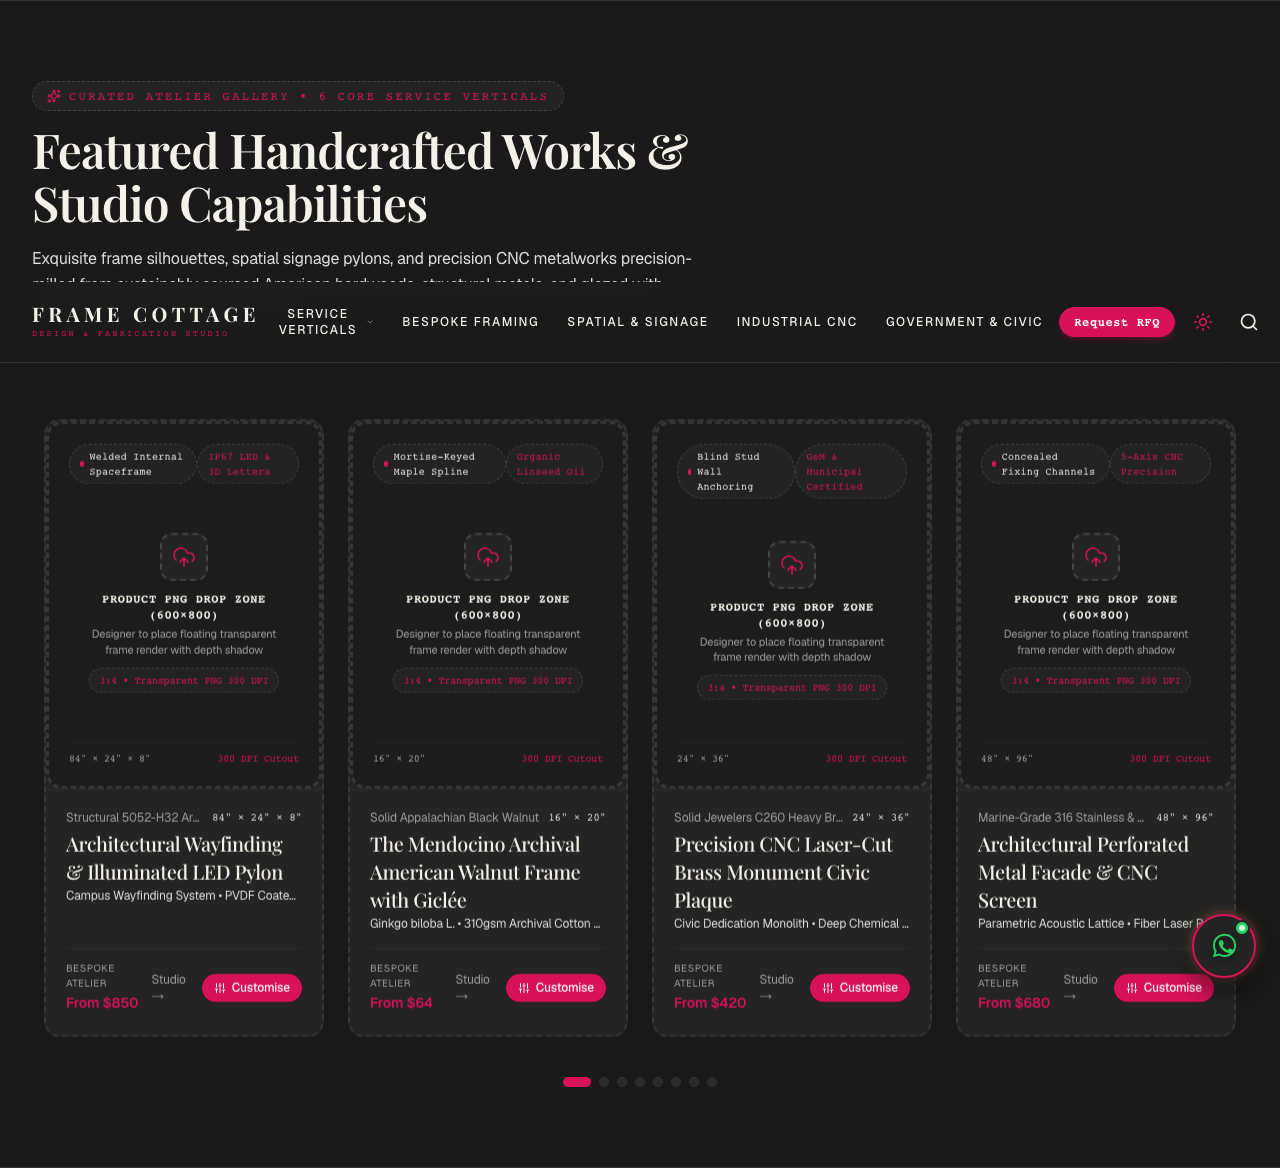 CURATED ATELIER GALLERY • 6 CORE SERVICE VERTICALS
Featured Handcrafted Works &
Studio Capabilities
Exquisite frame silhouettes, spatial signage pylons, and precision CNC metalworks precision-
milled from sustainably sourced American hardwoods, structural metals, and glazed with
FRAME COTTAGE
DESIGN & FABRICATION STUDIO
SERVICE
VERTICALS
BESPOKE FRAMING
SPATIAL & SIGNAGE
INDUSTRIAL CNC
GOVERNMENT & CIVIC
Request RFQ
Welded Internal
Spaceframe
IP67 LED &
3D Letters
PRODUCT PNG DROP ZONE
(600×800)
Designer to place floating transparent
frame render with depth shadow
3:4 • Transparent PNG 300 DPI
84" × 24" × 8"
300 DPI Cutout
Structural 5052-H32 Ar...
84" × 24" × 8"
Architectural Wayfinding
& Illuminated LED Pylon
Campus Wayfinding System • PVDF Coate...
BESPOKE
ATELIER
From $850
Studio
→
Customise
Mortise-Keyed
Maple Spline
Organic
Linseed Oil
PRODUCT PNG DROP ZONE
(600×800)
Designer to place floating transparent
frame render with depth shadow
3:4 • Transparent PNG 300 DPI
16" × 20"
300 DPI Cutout
Solid Appalachian Black Walnut
16" × 20"
The Mendocino Archival
American Walnut Frame
with Giclée
Ginkgo biloba L. • 310gsm Archival Cotton ...
BESPOKE
ATELIER
From $64
Studio
→
Customise
Blind Stud
Wall
Anchoring
GeM &
Municipal
Certified
PRODUCT PNG DROP ZONE
(600×800)
Designer to place floating transparent
frame render with depth shadow
3:4 • Transparent PNG 300 DPI
24" × 36"
300 DPI Cutout
Solid Jewelers C260 Heavy Br...
24" × 36"
Precision CNC Laser-Cut
Brass Monument Civic
Plaque
Civic Dedication Monolith • Deep Chemical ...
BESPOKE
ATELIER
From $420
Studio
→
Customise
Concealed
Fixing Channels
5-Axis CNC
Precision
PRODUCT PNG DROP ZONE
(600×800)
Designer to place floating transparent
frame render with depth shadow
3:4 • Transparent PNG 300 DPI
48" × 96"
300 DPI Cutout
Marine-Grade 316 Stainless & ...
48" × 96"
Architectural Perforated
Metal Facade & CNC
Screen
Parametric Acoustic Lattice • Fiber Laser
BESPOKE
ATELIER
From $680
Studio
→
Customise